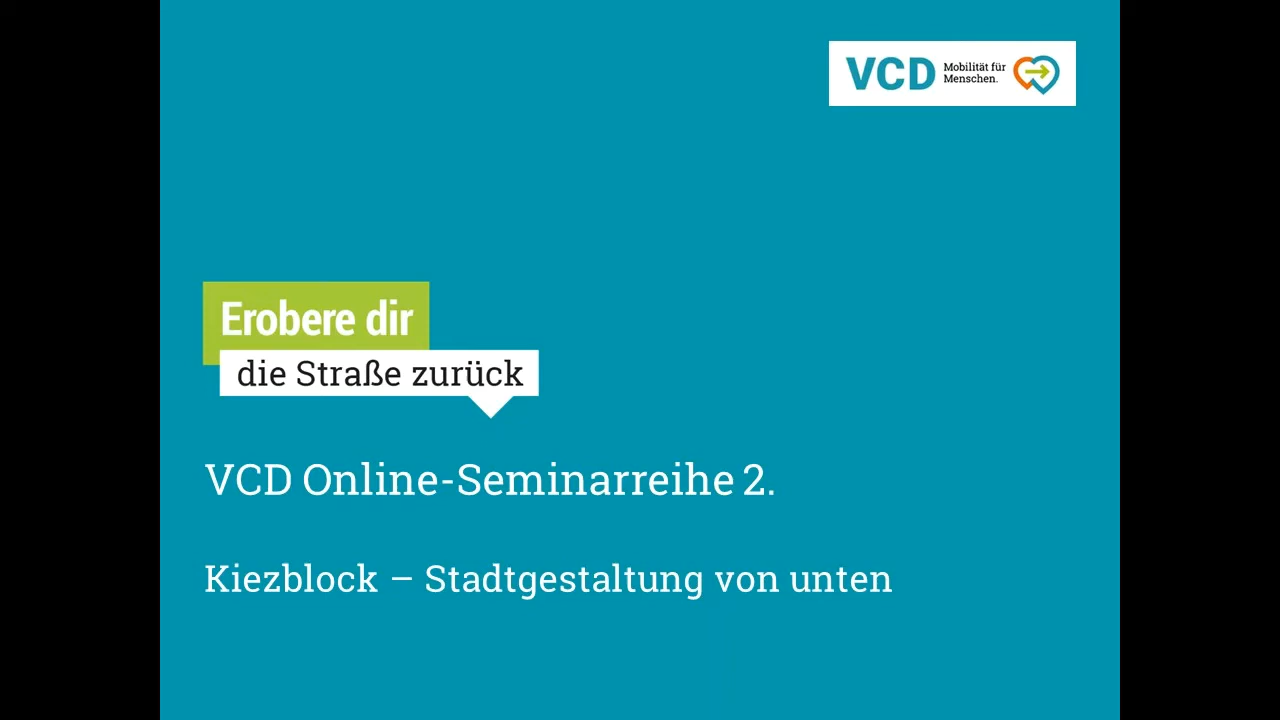 VCD
Mobilität für
Menschen.
Erobere dir
die Straße zurück
VCD Online-Seminarreihe 2.
Kiezblock – Stadtgestaltung von unten